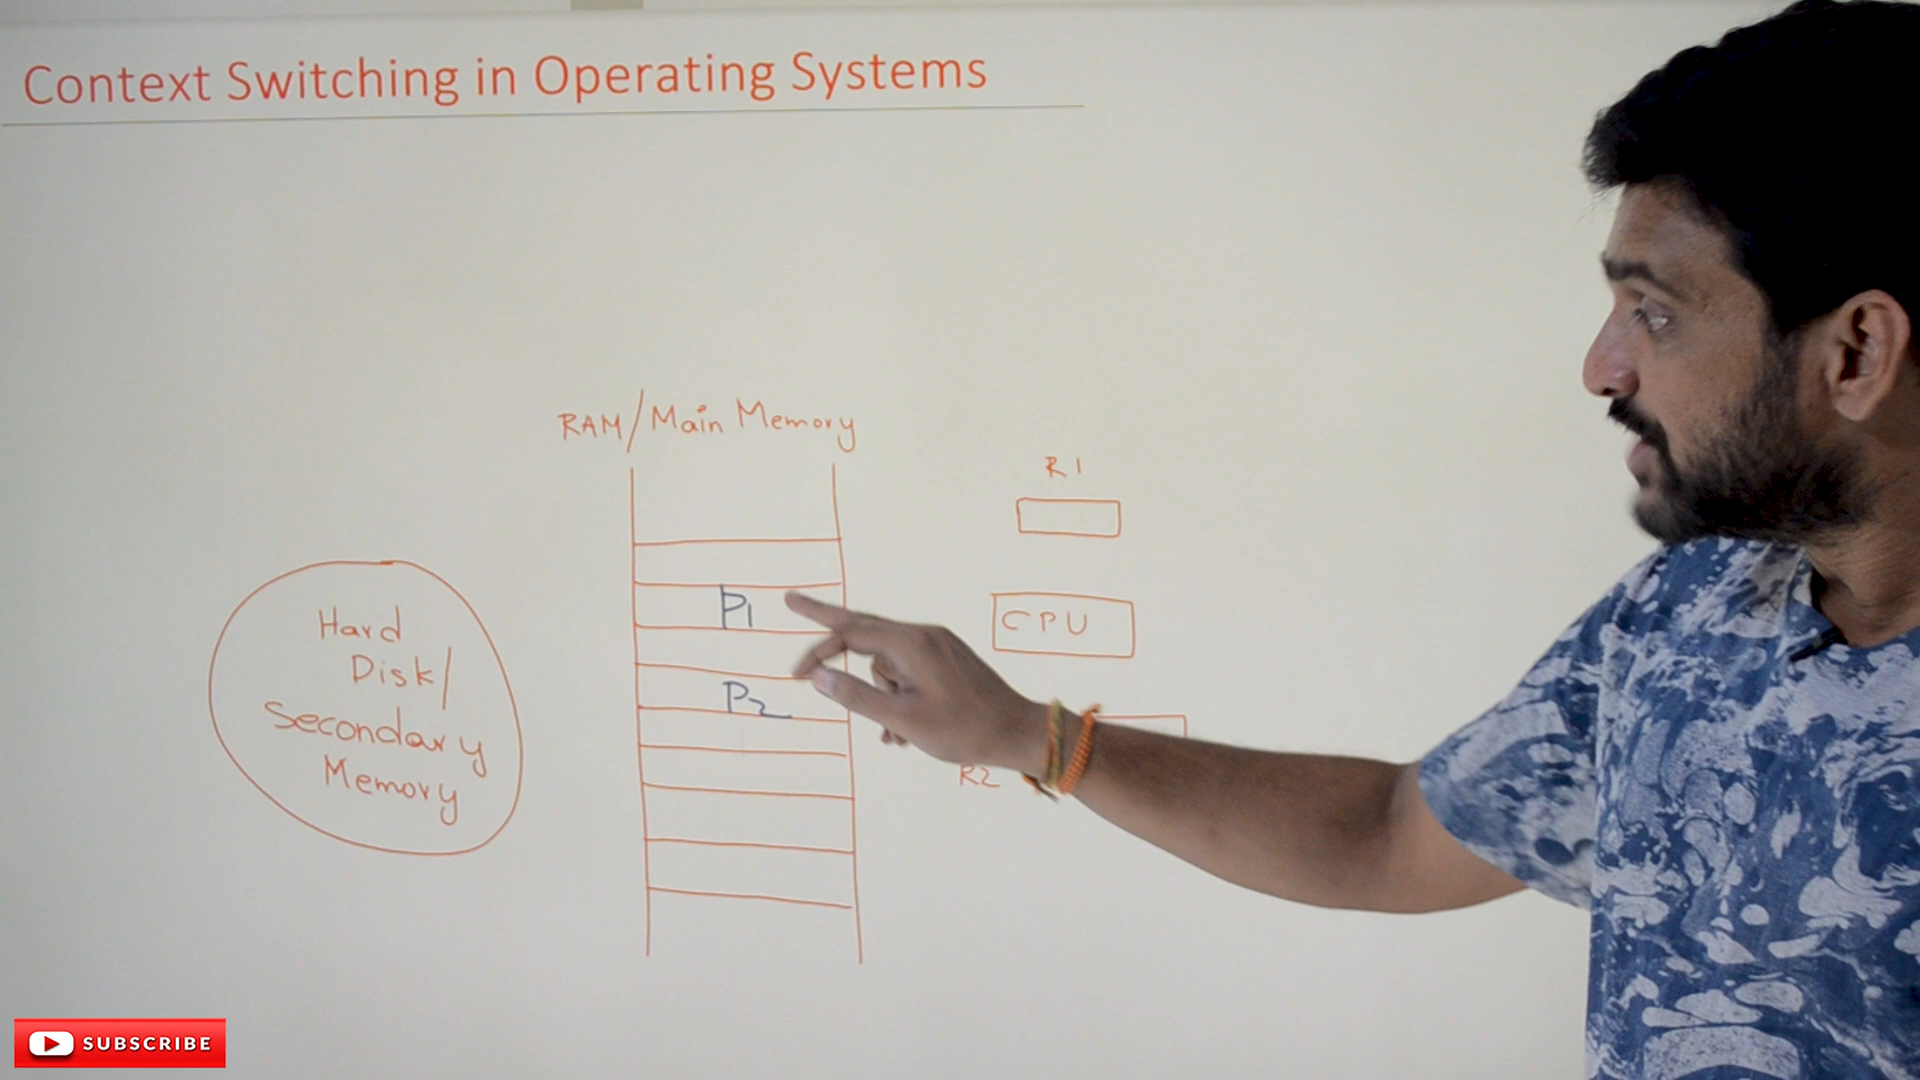 Context Switching in Operating Systems
RAM/Main Memory
R1
P1
CPU
Hard
Disk/
Secondary
Memory
P2
R2
SUBSCRIBE